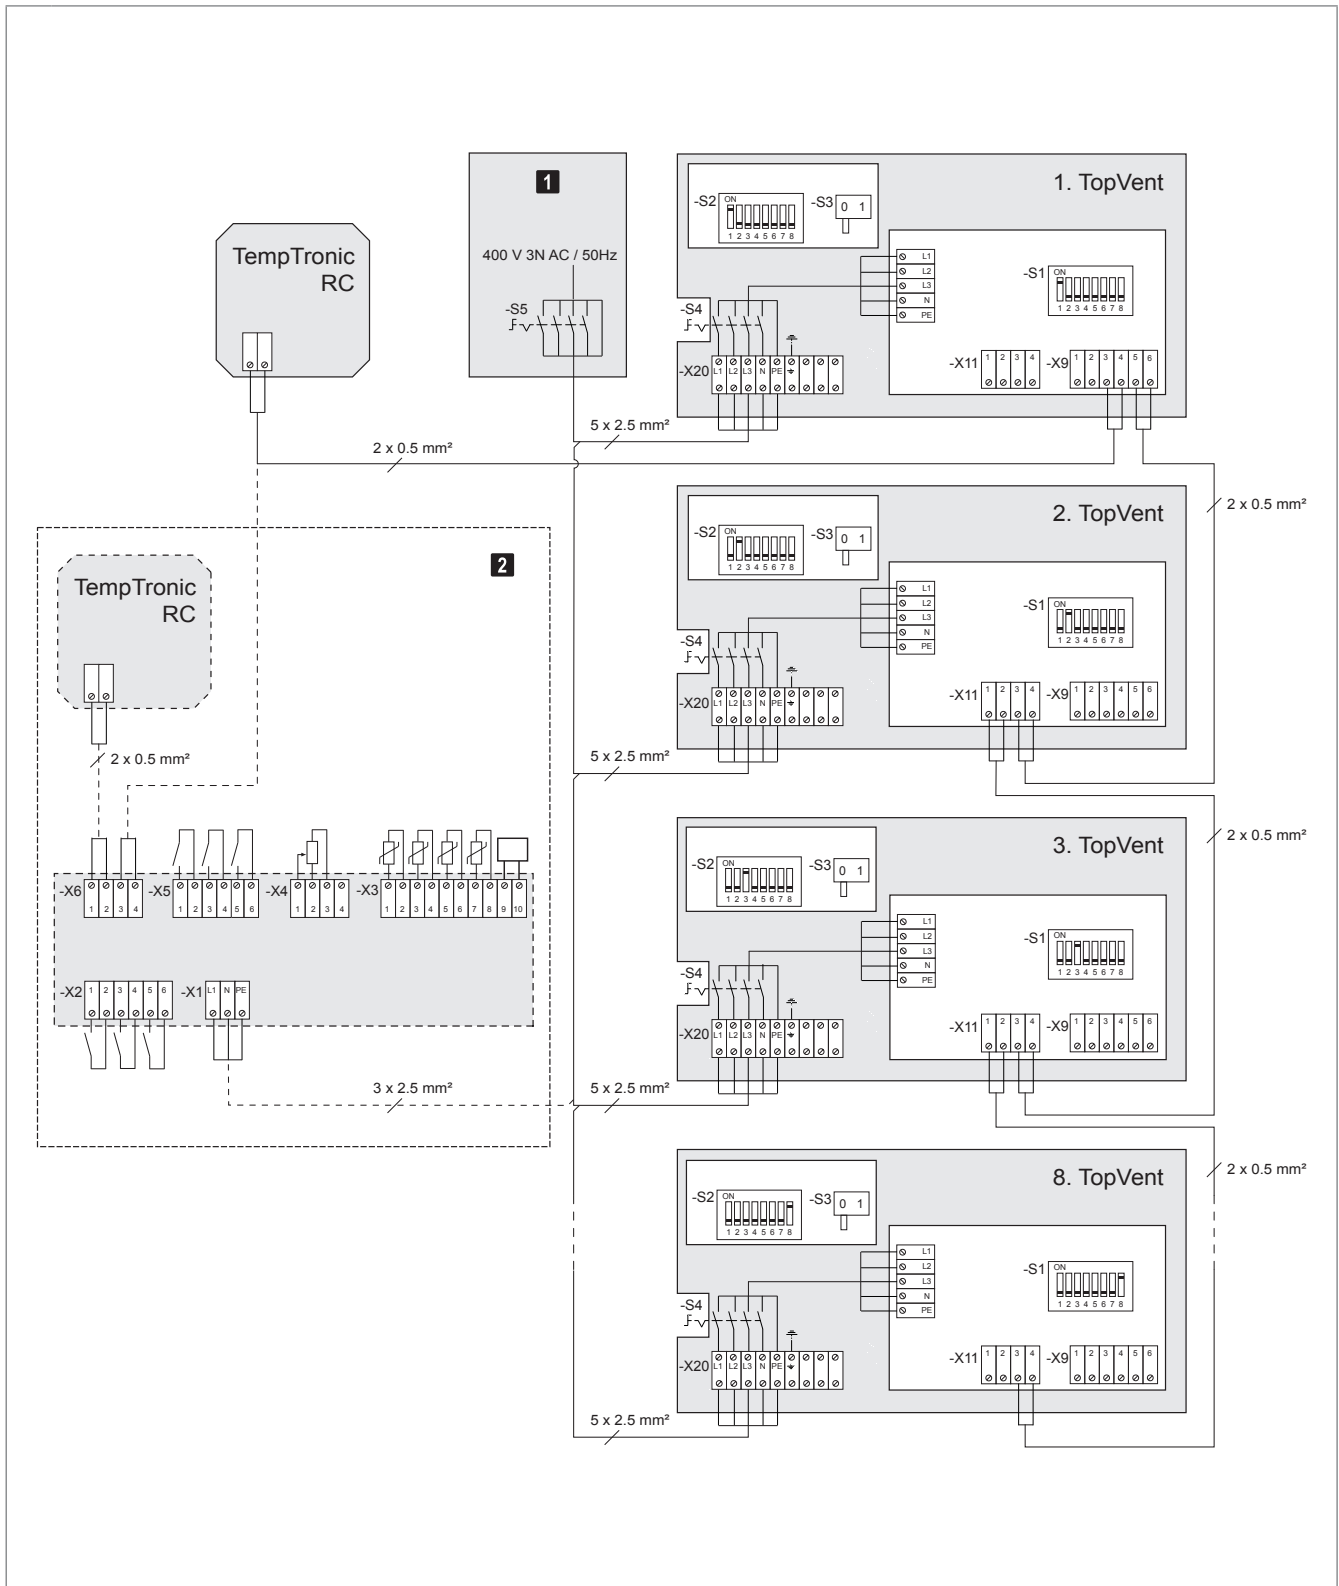 1
400 V 3N AC / 50Hz
-S5
TempTronic
RC
1. TopVent
-S2
ON
1 2 3 4 5 6 7 8
-S3
0 1
-S1
ON
1 2 3 4 5 6 7 8
L1
L2
L3
N
PE
-S4
-X20
L1 L2 L3 N PE
-X11
1 2 3 4
-X9
1 2 3 4 5 6
5 x 2.5 mm²
2 x 0.5 mm²
2 x 0.5 mm²
2. TopVent
-S2
ON
1 2 3 4 5 6 7 8
-S3
0 1
-S1
ON
1 2 3 4 5 6 7 8
L1
L2
L3
N
PE
-S4
-X20
L1 L2 L3 N PE
-X11
1 2 3 4
-X9
1 2 3 4 5 6
5 x 2.5 mm²
2
TempTronic
RC
2 x 0.5 mm²
2 x 0.5 mm²
-X6
1 2 3 4
-X5
1 2 3 4 5 6
-X4
1 2 3 4
-X3
1 2 3 4 5 6 7 8 9 10
-X2
1 2 3 4 5 6
-X1
L1 N PE
3 x 2.5 mm²
3. TopVent
-S2
ON
1 2 3 4 5 6 7 8
-S3
0 1
-S1
ON
1 2 3 4 5 6 7 8
L1
L2
L3
N
PE
-S4
-X20
L1 L2 L3 N PE
-X11
1 2 3 4
-X9
1 2 3 4 5 6
5 x 2.5 mm²
2 x 0.5 mm²
8. TopVent
-S2
ON
1 2 3 4 5 6 7 8
-S3
0 1
-S1
ON
1 2 3 4 5 6 7 8
L1
L2
L3
N
PE
-S4
-X20
L1 L2 L3 N PE
-X11
1 2 3 4
-X9
1 2 3 4 5 6
5 x 2.5 mm²